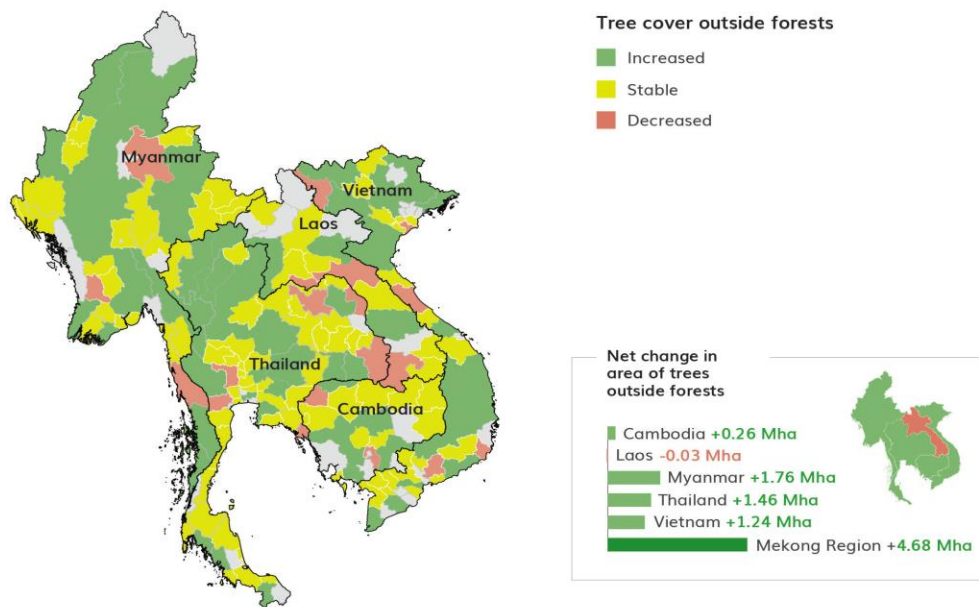 Tree cover outside forests
Increased
Stable
Decreased
Myanmar
Vietnam
Laos
Thailand
Cambodia
Net change in
area of trees
outside forests
Cambodia +0.26 Mha
Laos -0.03 Mha
Myanmar +1.76 Mha
Thailand +1.46 Mha
Vietnam +1.24 Mha
Mekong Region +4.68 Mha